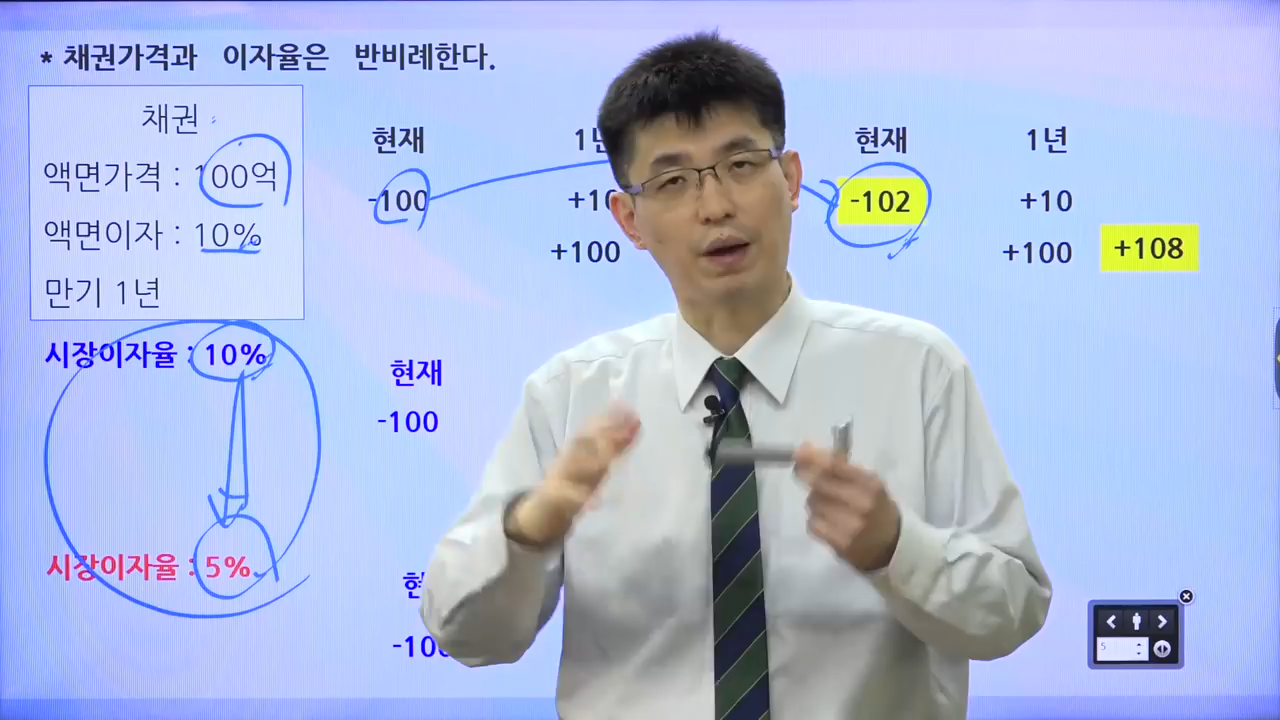 * 채권가격과 이자율은 반비례한다.
채권
액면가격 : 100억
액면이자 : 10%
만기 1년
시장이자율 : 10%
시장이자율 : 5%
현재
-100
+100
현재
1년
-102
+10
+100
+108
현재
-100
5